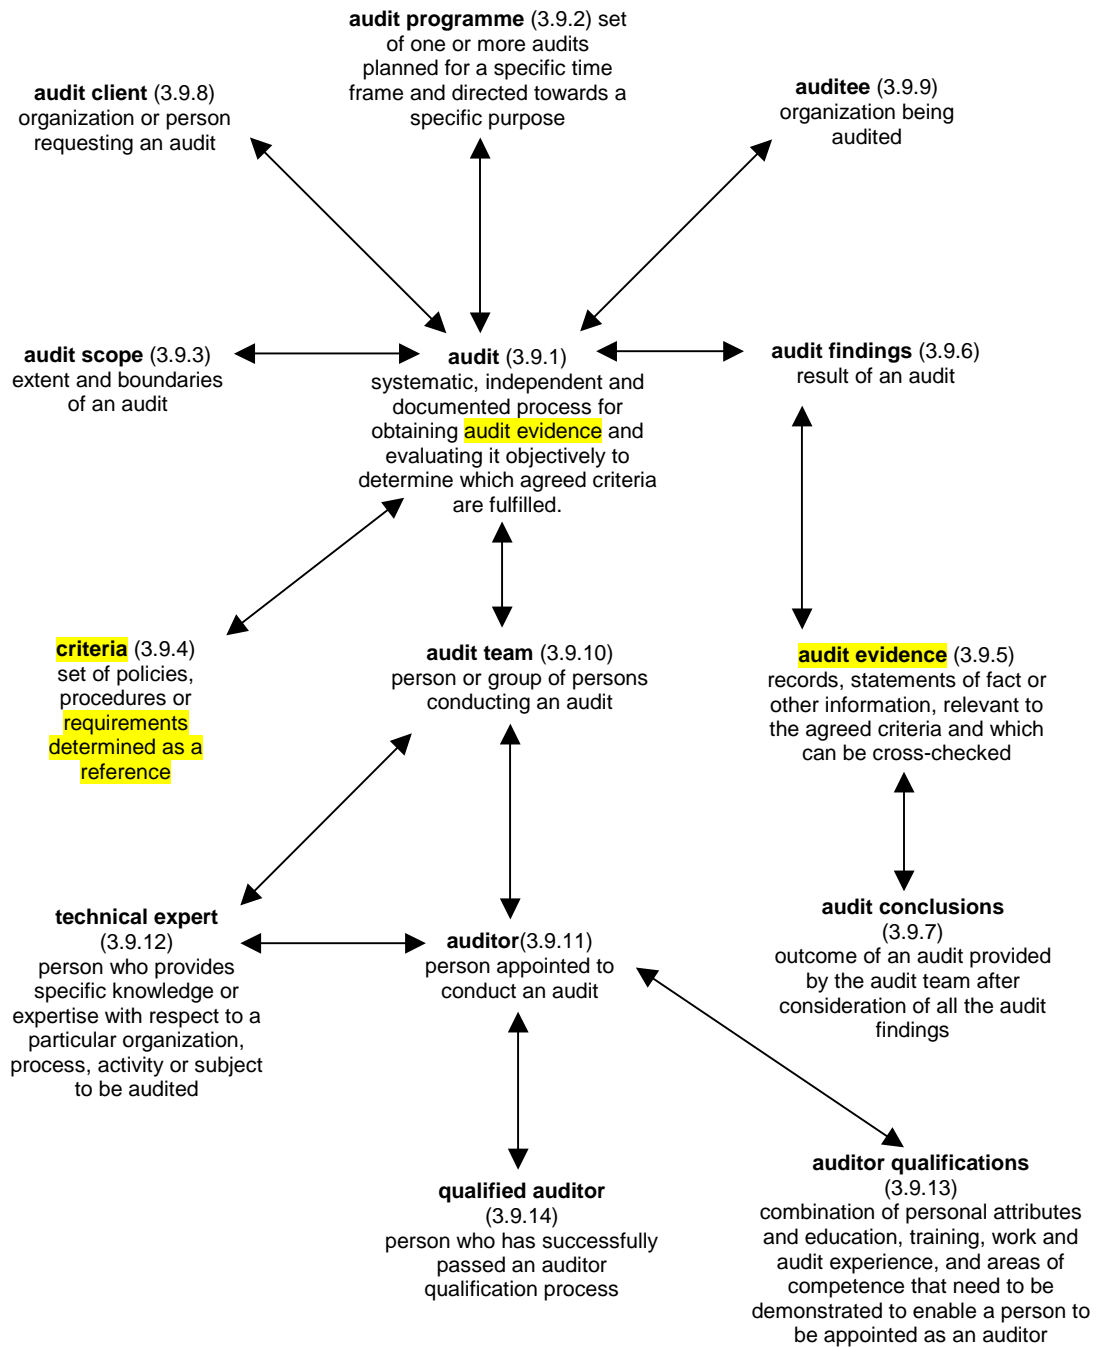 audit programme (3.9.2) set
of one or more audits
planned for a specific time
frame and directed towards a
specific purpose
audit client (3.9.8)
organization or person
requesting an audit
auditee (3.9.9)
organization being
audited
audit scope (3.9.3)
extent and boundaries
of an audit
audit (3.9.1)
systematic, independent and
documented process for
obtaining audit evidence and
evaluating it objectively to
determine which agreed criteria
are fulfilled.
audit findings (3.9.6)
result of an audit
criteria (3.9.4)
set of policies,
procedures or
requirements
determined as a
reference
audit team (3.9.10)
person or group of persons
conducting an audit
audit evidence (3.9.5)
records, statements of fact or
other information, relevant to
the agreed criteria and which
can be cross-checked
technical expert
(3.9.12)
person who provides
specific knowledge or
expertise with respect to a
particular organization,
process, activity or subject
to be audited
auditor(3.9.11)
person appointed to
conduct an audit
audit conclusions
(3.9.7)
outcome of an audit provided
by the audit team after
consideration of all the audit
findings
qualified auditor
(3.9.14)
person who has successfully
passed an auditor
qualification process
auditor qualifications
(3.9.13)
combination of personal attributes
and education, training, work and
audit experience, and areas of
competence that need to be
demonstrated to enable a person to
be appointed as an auditor